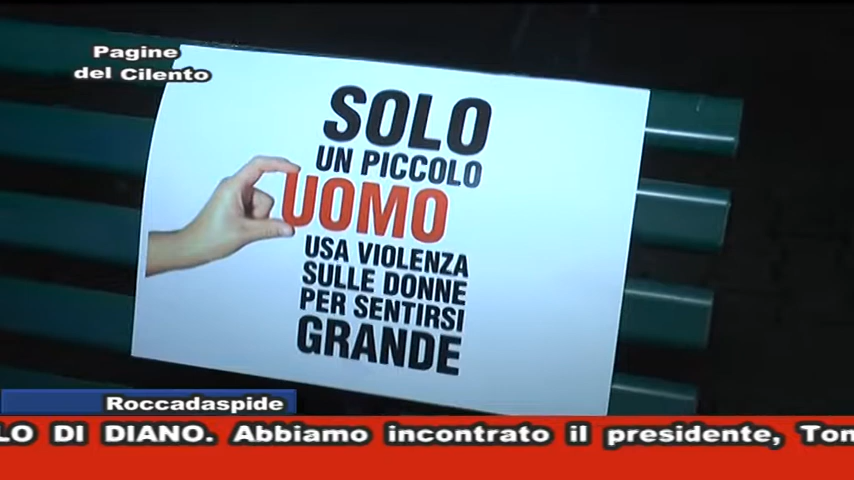 Pagine
del Cilento
SOLO
UN PICCOLO
UOMO
USA VIOLENZA
SULLE DONNE
PER SENTIRSI
GRANDE
Roccadaspide
LO DI DIANO. Abbiamo incontrato il presidente, Ton